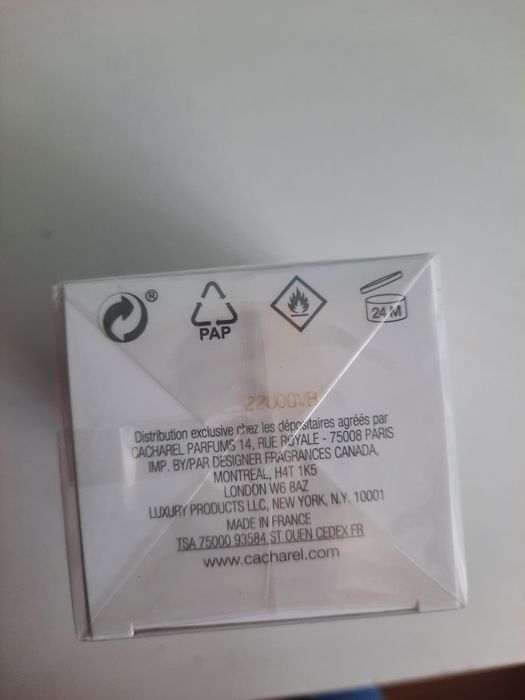 ®
PAP
24 M
Distribution exclusive chez les dépositaires agréés par
CACHAREL PARFUMS 14, RUE ROYALE - 75008 PARIS
IMP. BY/PAR DESIGNER FRAGRANCES CANADA,
MONTREAL, H4T 1K5
LONDON W6 8AZ
LUXURY PRODUCTS LLC, NEW YORK, N.Y. 10001
MADE IN FRANCE
TSA 75000 93584 ST OUEN CEDEX FR
www.cacharel.com